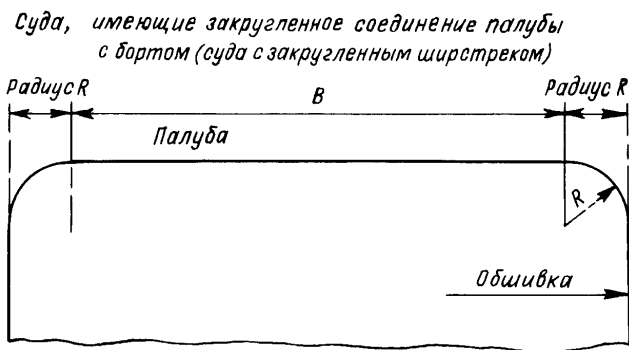 Суда, имеющие закругленное соединение палубы
с бортом (суда с закругленным ширстреком)
Радиус R
В
Радиус R
Палуба
R
Обшивка